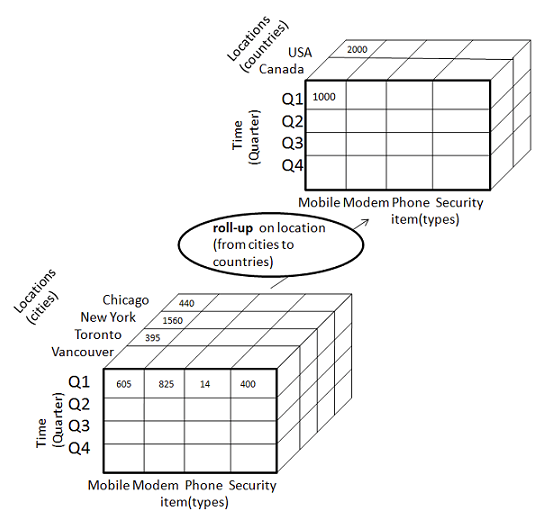 Locations
(countries)
USA
2000
Canada
Q1
1000
Q2
Q3
Q4
Time
(Quarter)
Mobile Modem Phone Security
item(types)
roll-up on location
(from cities to
countries)
Locations
(cities)
Chicago
440
New York
1560
Toronto
395
Vancouver
Q1
605 825 14 400
Q2
Q3
Q4
Time
(Quarter)
Mobile Modem Phone Security
item(types)